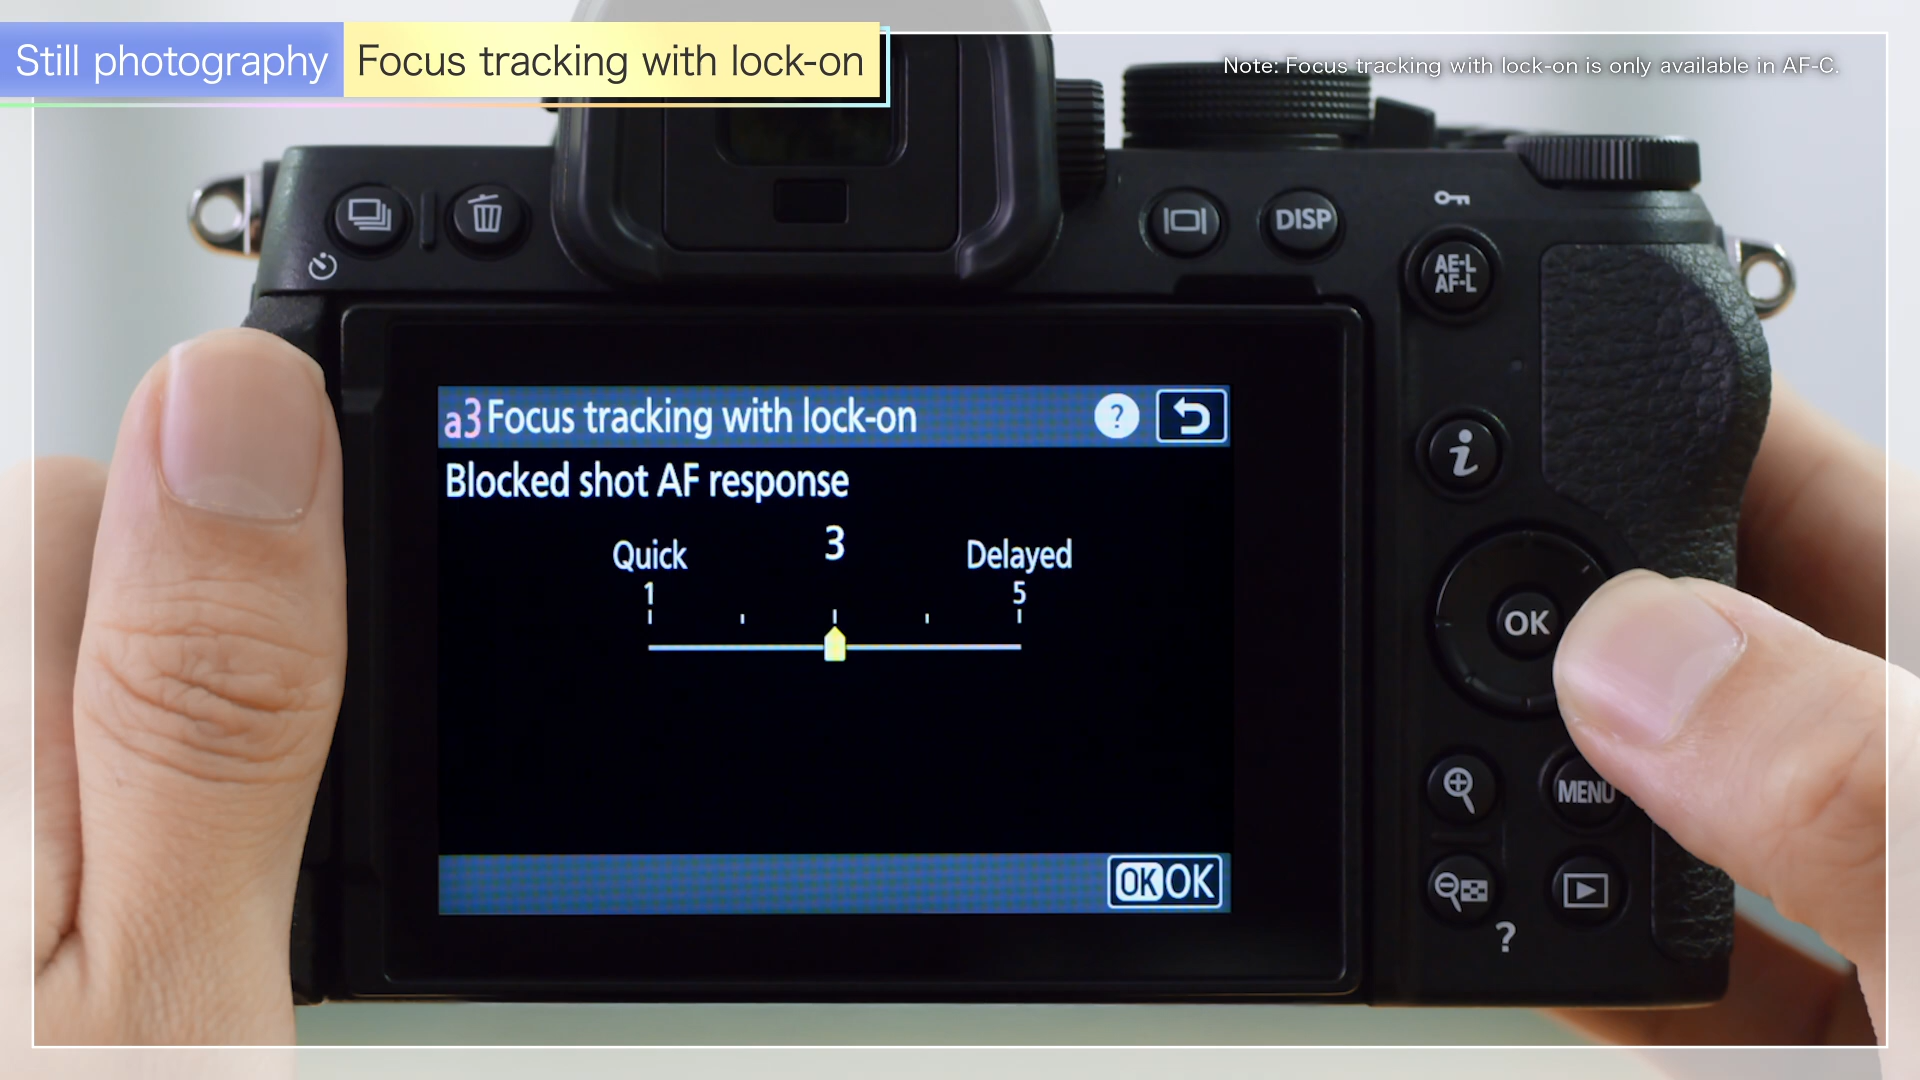 Still photography Focus tracking with lock-on
Note: Focus tracking with lock-on is only available in AF-C.
DISP
AE-L
AF-L
a3 Focus tracking with lock-on ?
Blocked shot AF response
3
Quick Delayed
1 5
i
OK
MENU
OK OK
?